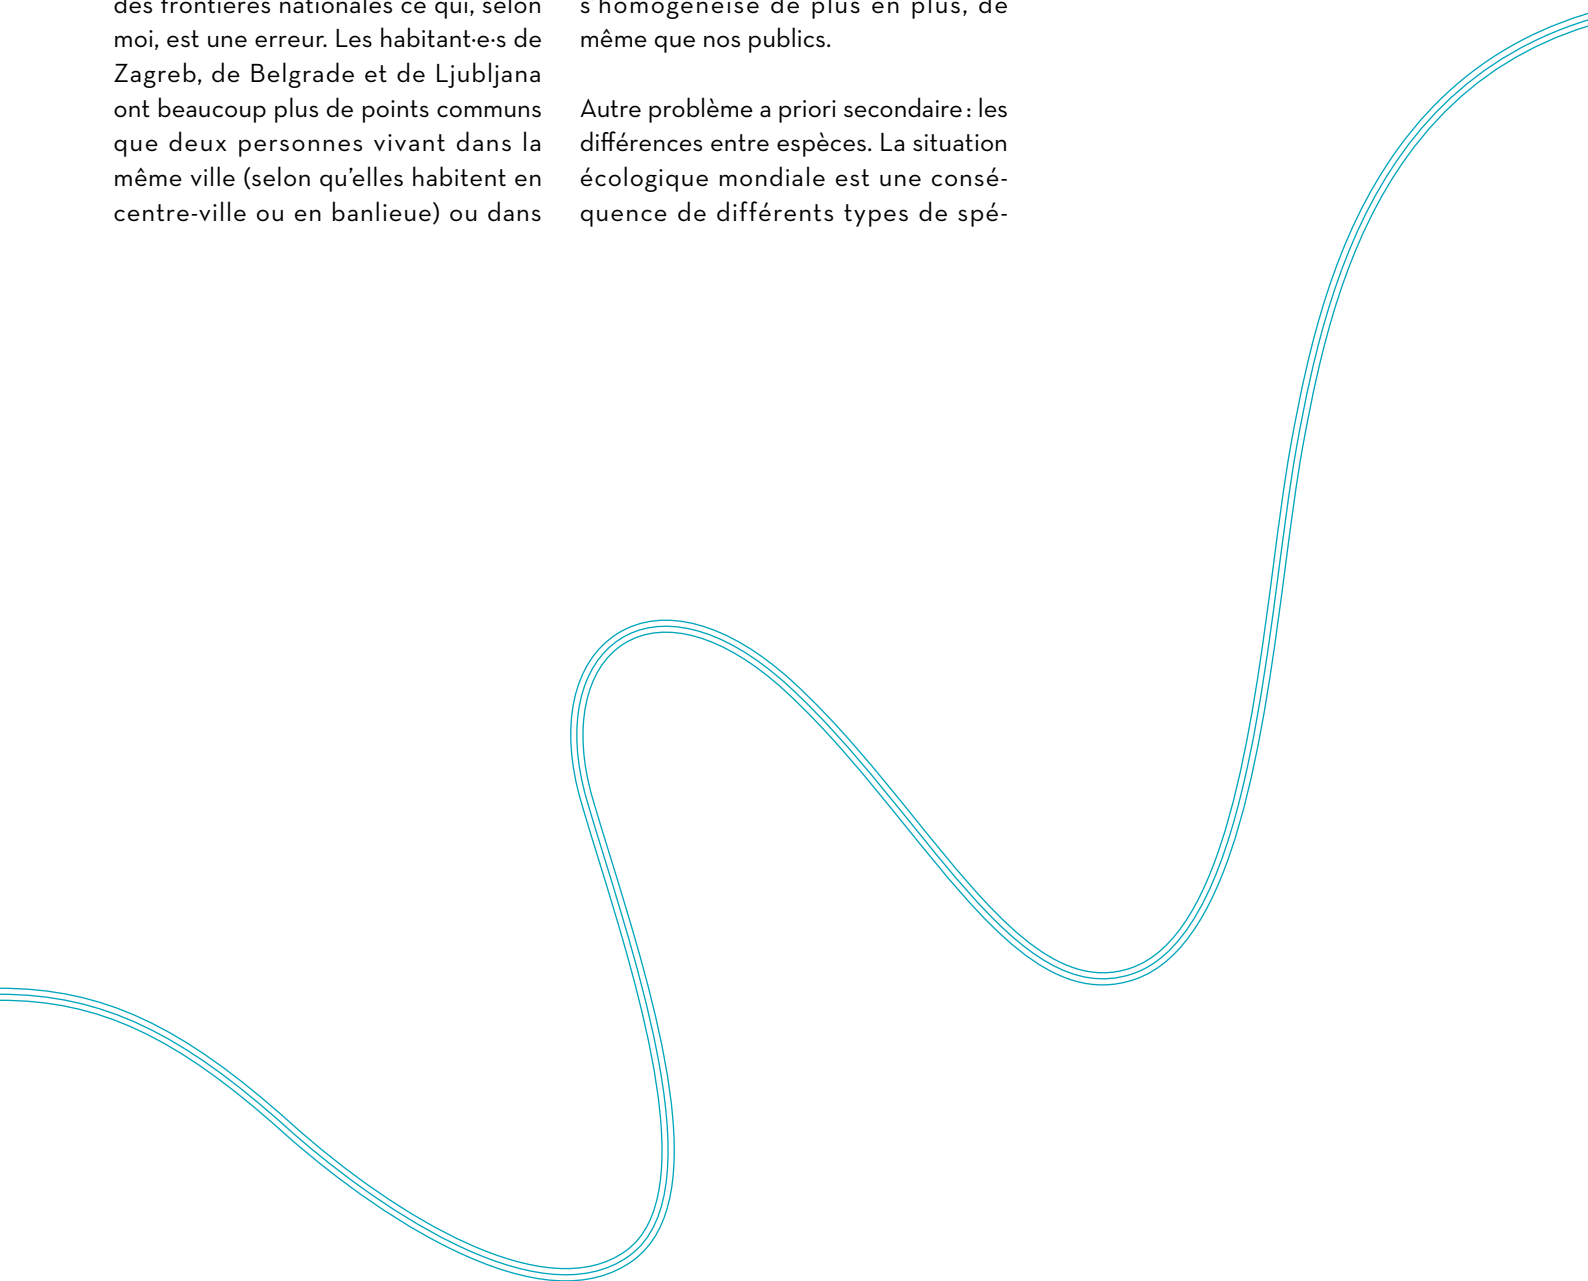 des frontières nationales ce qui, selon
moi, est une erreur. Les habitant·e·s de
Zagreb, de Belgrade et de Ljubljana
ont beaucoup plus de points communs
que deux personnes vivant dans la
même ville (selon qu’elles habitent en
centre-ville ou en banlieue) ou dans
s’homogénéise de plus en plus, de
même que nos publics.
Autre problème a priori secondaire : les
différences entre espèces. La situation
écologique mondiale est une consé-
quence de différents types de spé-